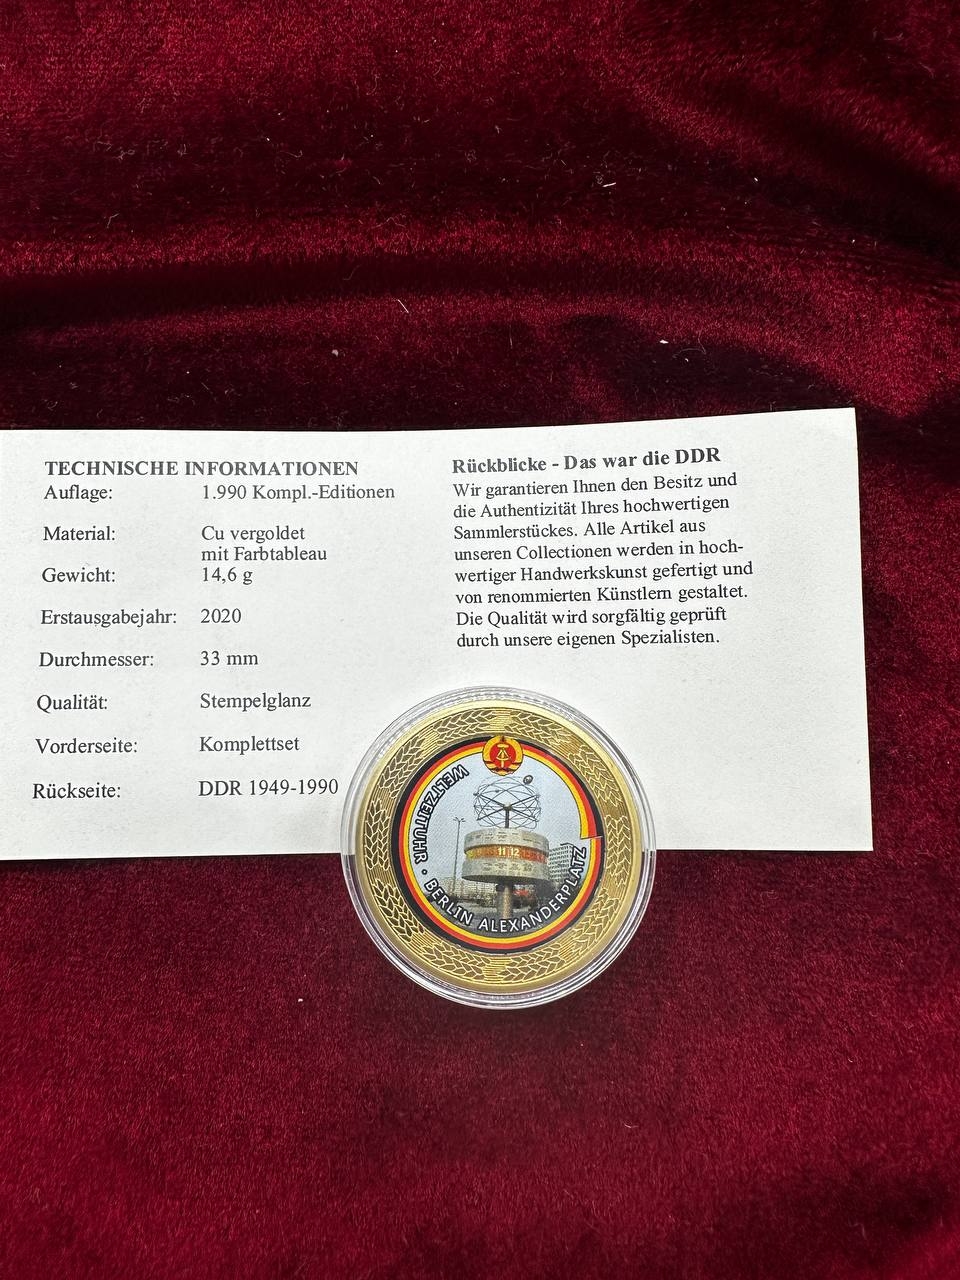 TECHNISCHE INFORMATIONEN
Auflage: 1.990 Kompl.-Editionen
Material: Cu vergoldet
mit Farbtableau
Gewicht: 14,6 g
Erstausgabejahr: 2020
Durchmesser: 33 mm
Qualität: Stempelglanz
Vorderseite: Komplettset
Rückseite: DDR 1949-1990
Rückblicke - Das war die DDR
Wir garantieren Ihnen den Besitz und
die Authentizität Ihres hochwertigen
Sammlerstückes. Alle Artikel aus
unseren Collectionen werden in hoch-
wertiger Handwerkskunst gefertigt und
von renommierten Künstlern gestaltet.
Die Qualität wird sorgfältig geprüft
durch unsere eigenen Spezialisten.
WELTZEITUHR • BERLIN ALEXANDERPLATZ
11 12